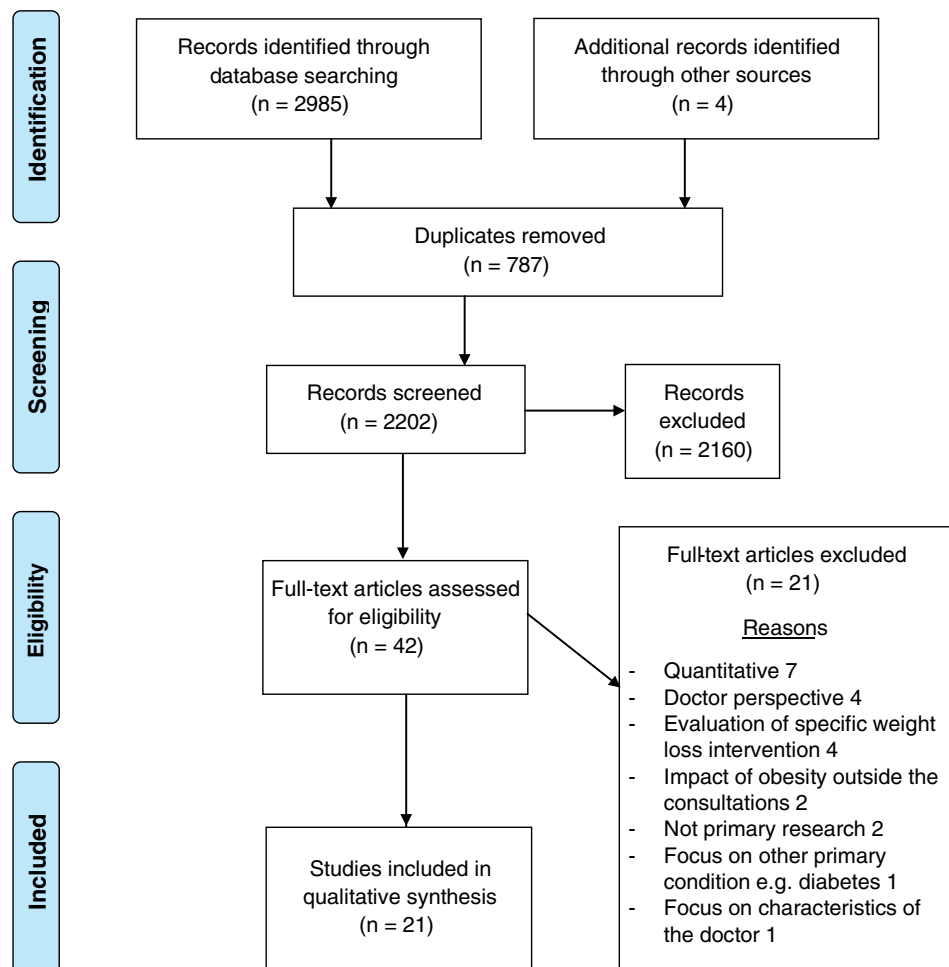 Identification
Records identified through
database searching
(n = 2985)
Additional records identified
through other sources
(n = 4)
Duplicates removed
(n = 787)
Screening
Records screened
(n = 2202)
Records
excluded
(n = 2160)
Eligibility
Full-text articles assessed
for eligibility
(n = 42)
Full-text articles excluded
(n = 21)
Reasons
- Quantitative 7
- Doctor perspective 4
- Evaluation of specific weight
loss intervention 4
- Impact of obesity outside the
consultations 2
- Not primary research 2
- Focus on other primary
condition e.g. diabetes 1
- Focus on characteristics of
the doctor 1
Included
Studies included in
qualitative synthesis
(n = 21)